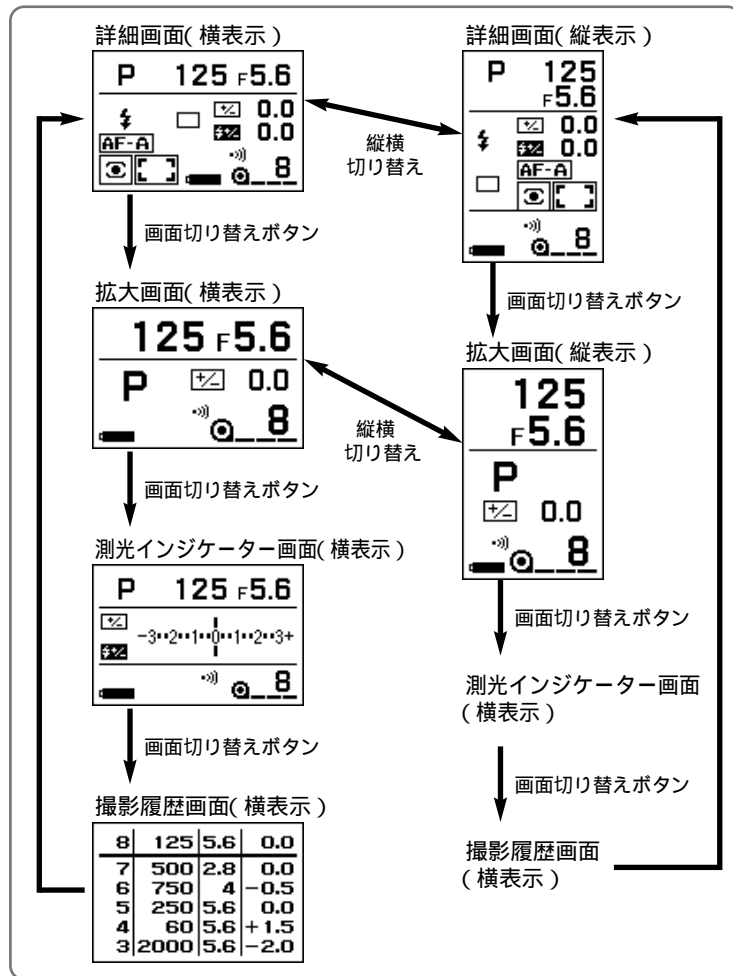 詳細画面( 横表示 )
P 125 F5.6
+/- 0.0
+/- 0.0
AF-A
8
画面切り替えボタン
拡大画面( 横表示 )
125 F5.6
P +/- 0.0
8
画面切り替えボタン
測光インジケーター画面( 横表示 )
P 125 F5.6
+/-
-3••2••1••0••1••2••3+
+/-
8
画面切り替えボタン
撮影履歴画面( 横表示 )
8 125 5.6 0.0
7 500 2.8 0.0
6 750 4 -0.5
5 250 5.6 0.0
4 60 5.6 +1.5
3 2000 5.6 -2.0
縦横
切り替え
縦横
切り替え
詳細画面( 縦表示 )
P 125
F5.6
+/- 0.0
+/- 0.0
AF-A
8
画面切り替えボタン
拡大画面( 縦表示 )
125
F5.6
P
+/- 0.0
8
画面切り替えボタン
測光インジケーター画面
( 横表示 )
画面切り替えボタン
撮影履歴画面
( 横表示 )